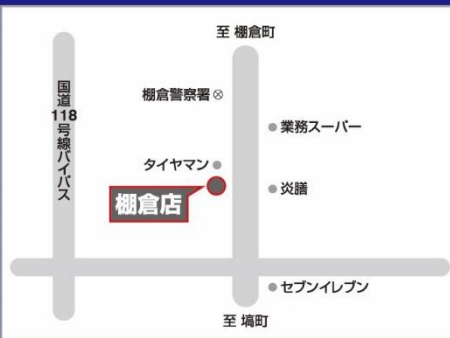 至 棚倉町
国道118号線バイパス
棚倉警察署
業務スーパー
タイヤマン
炎膳
棚倉店
セブンイレブン
至 塙町